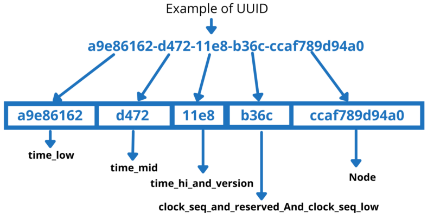 Example of UUID
a9e86162-d472-11e8-b36c-ccaf789d94a0
a9e86162 d472 11e8 b36c ccaf789d94a0
time_low
time_mid
time_hi_and_version
Node
clock_seq_and_reserved_And_clock_seq_low